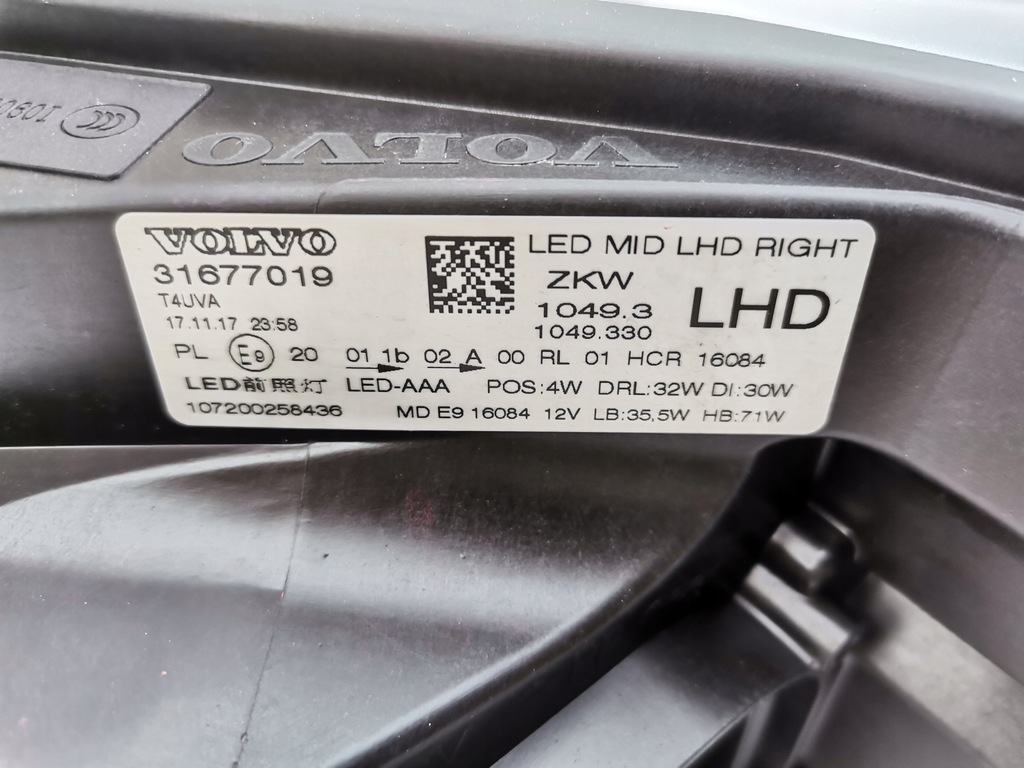 VOLVO
VOLVO
31677019
T4UVA
17.11.17 23:58
LED MID LHD RIGHT
ZKW
1049.3
1049.330
LHD
PL E9 20 01 1b 02 A 00 RL 01 HCR 16084
LED前照灯 LED-AAA POS:4W DRL:32W DI:30W
107200258436 MD E9 16084 12V LB:35,5W HB:71W